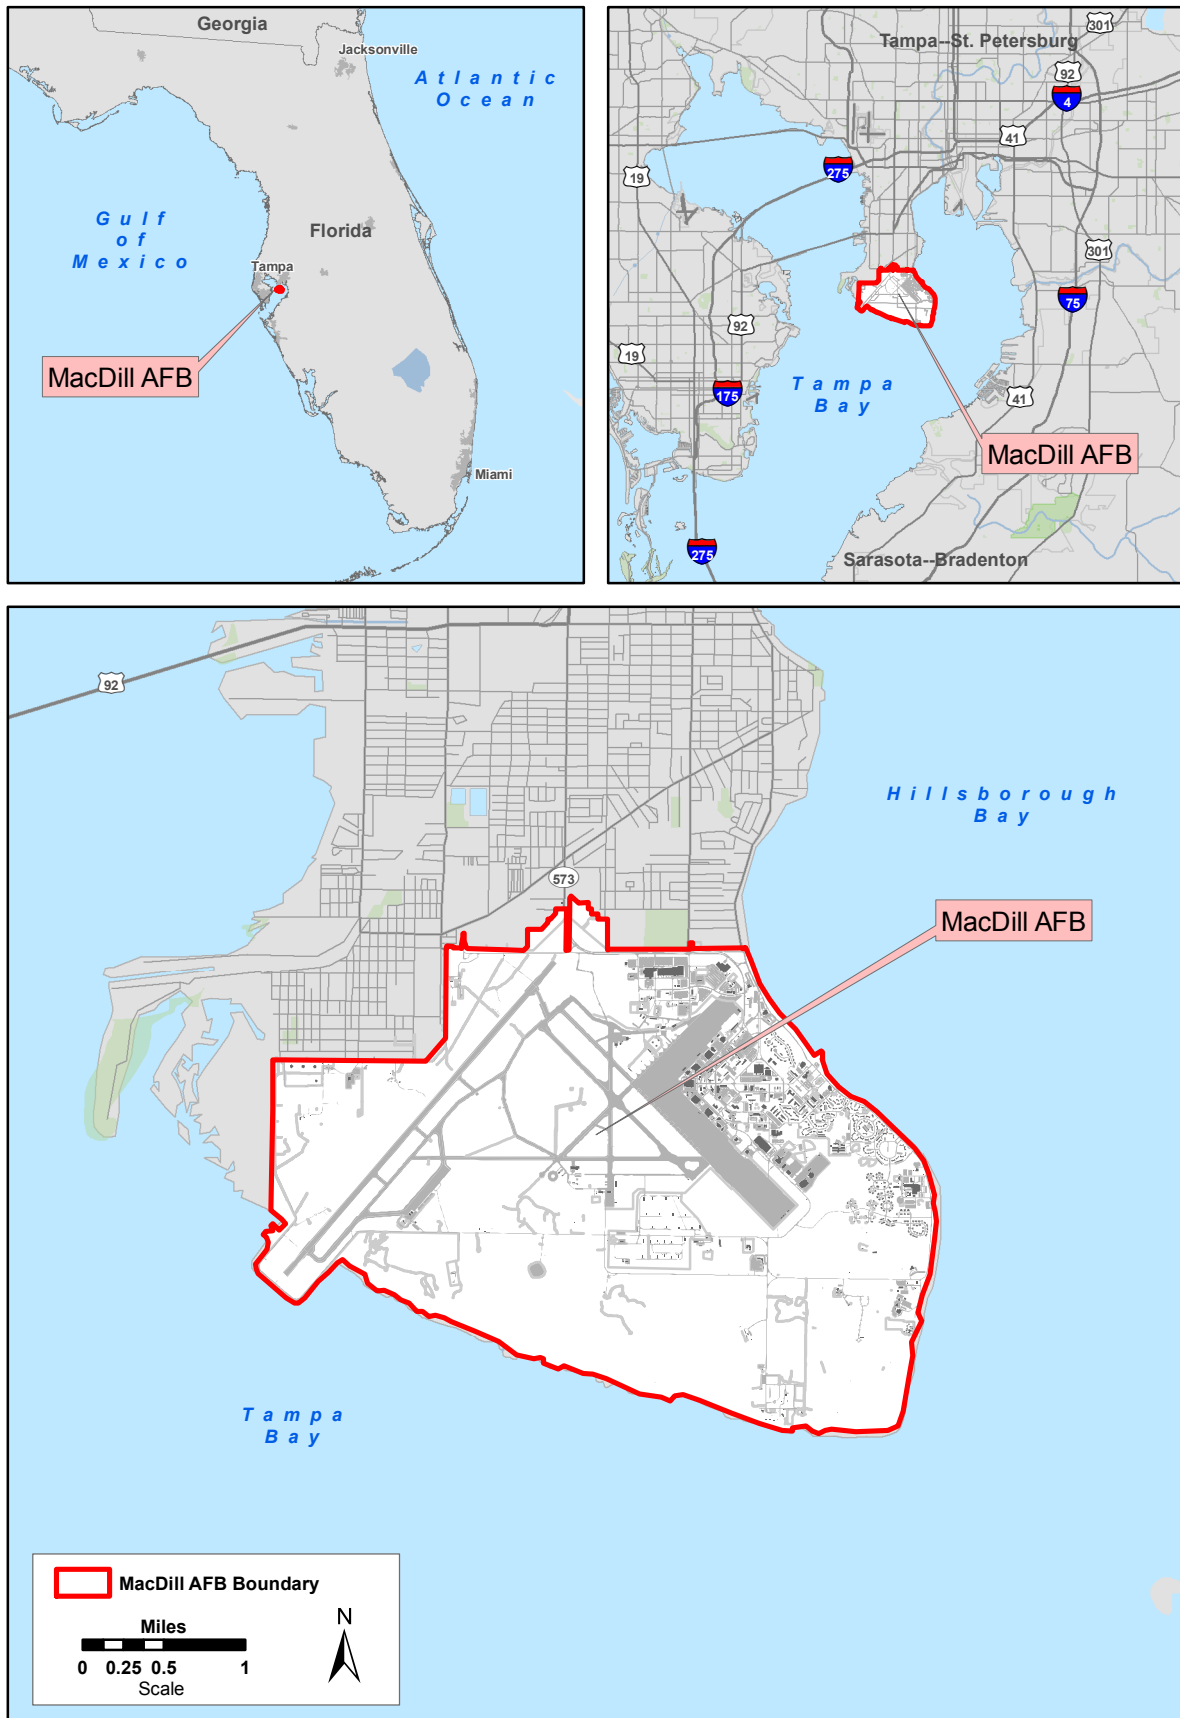 Georgia
Jacksonville
Atlantic
Ocean
Gulf
of
Mexico
Florida
Tampa
MacDill AFB
Miami
Tampa--St. Petersburg
301
92
4
41
275
19
301
75
92
19
175
41
Tampa
Bay
MacDill AFB
275
Sarasota--Bradenton
92
Hillsborough
Bay
573
MacDill AFB
Tampa
Bay
MacDill AFB Boundary
Miles
N
0 0.25 0.5 1
Scale